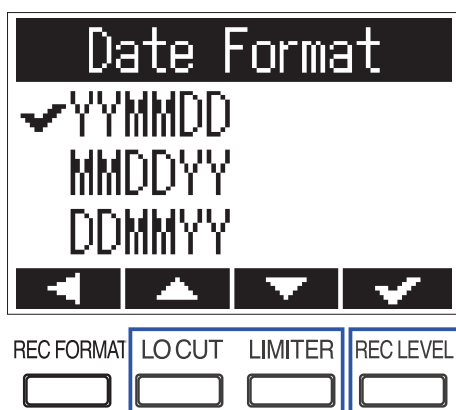 Date Format
YYMMDD
MMDDYY
DDMMYY
REC FORMAT LO CUT LIMITER REC LEVEL